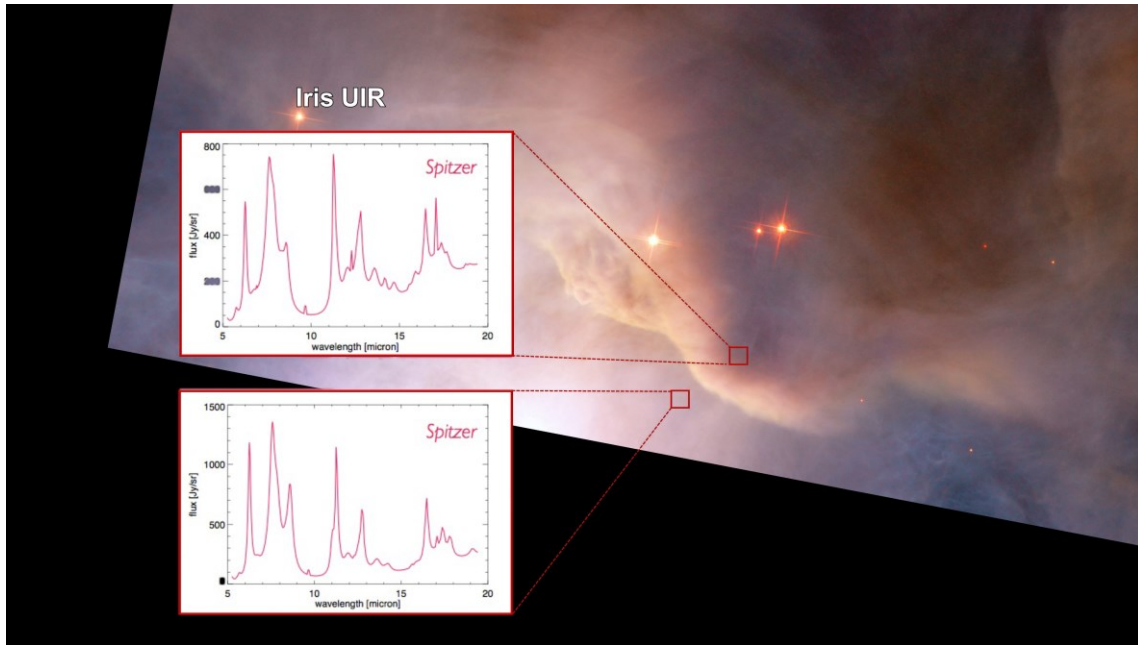 Iris UIR
800
Spitzer
400
0
flux [Jy/sr]
5 10 15 20
wavelength [micron]
1500
Spitzer
1000
500
flux [Jy/sr]
5 10 15 20
wavelength [micron]